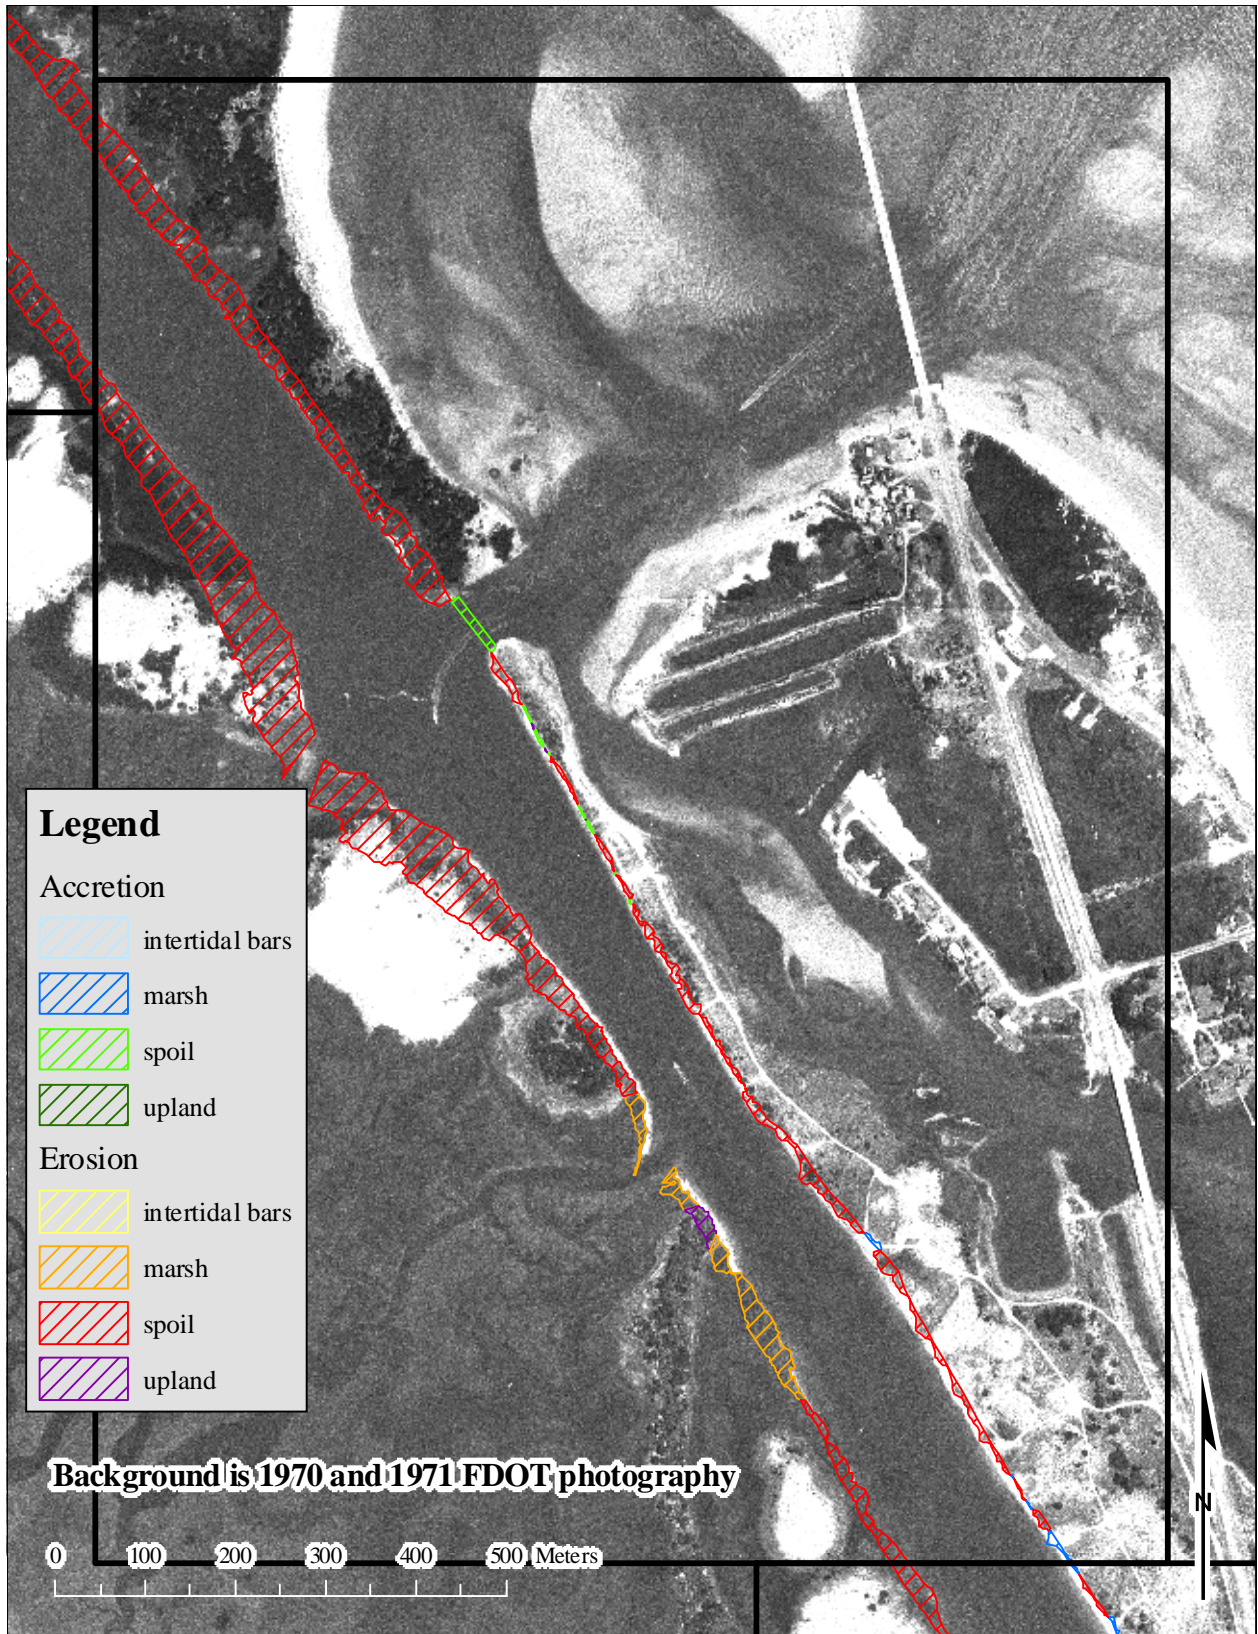 Legend
Accretion
intertidal bars
marsh
spoil
upland
Erosion
intertidal bars
marsh
spoil
upland
Background is 1970 and 1971 FDOT photography
0 100 200 300 400 500 Meters
N